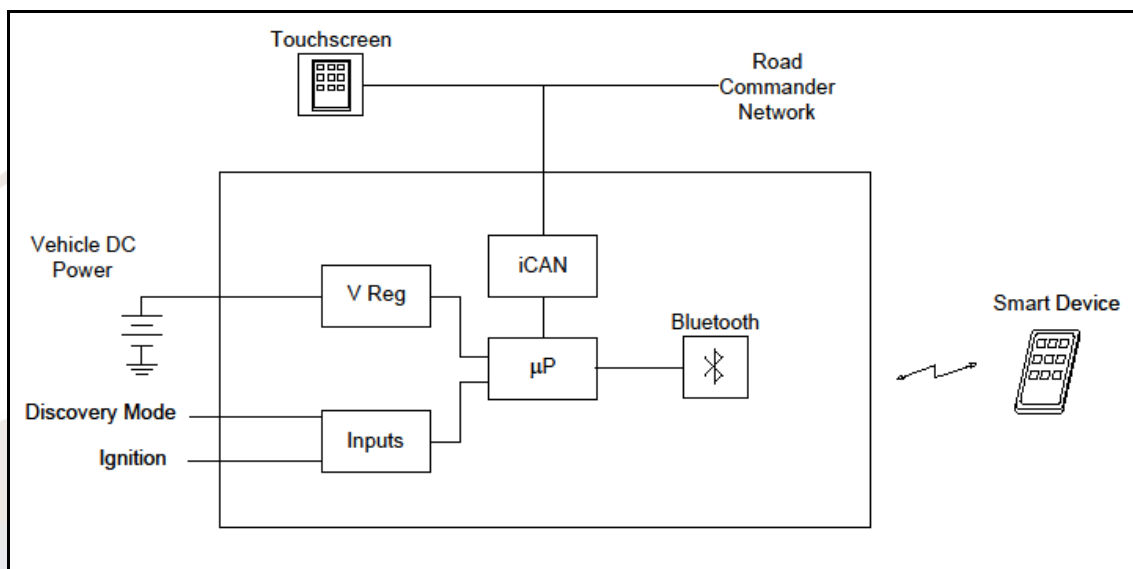 Touchscreen
Road
Commander
Network
Vehicle DC
Power
iCAN
V Reg
Bluetooth
Smart Device
μP
Discovery Mode
Inputs
Ignition